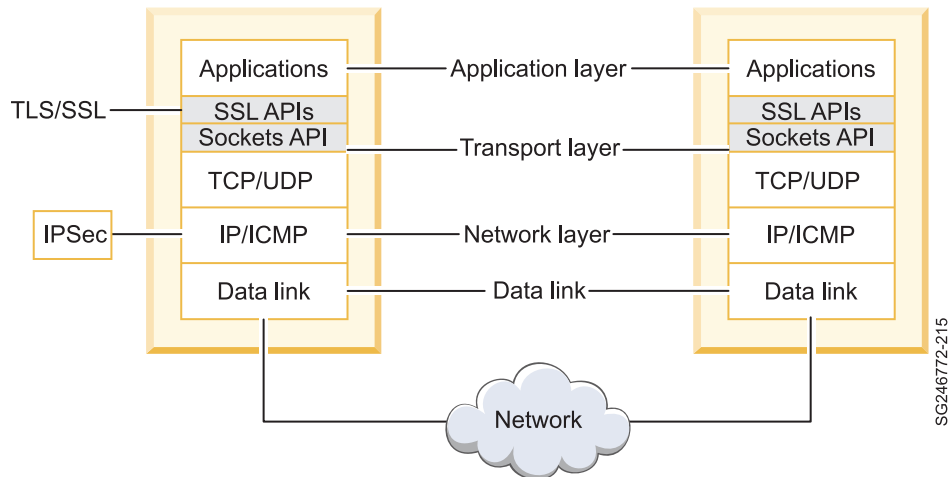 Applications
Application layer
Applications
TLS/SSL
SSL APIs
SSL APIs
Sockets API
Sockets API
Transport layer
TCP/UDP
TCP/UDP
IPSec
IP/ICMP
Network layer
IP/ICMP
Data link
Data link
Data link
Network
SG246772-215